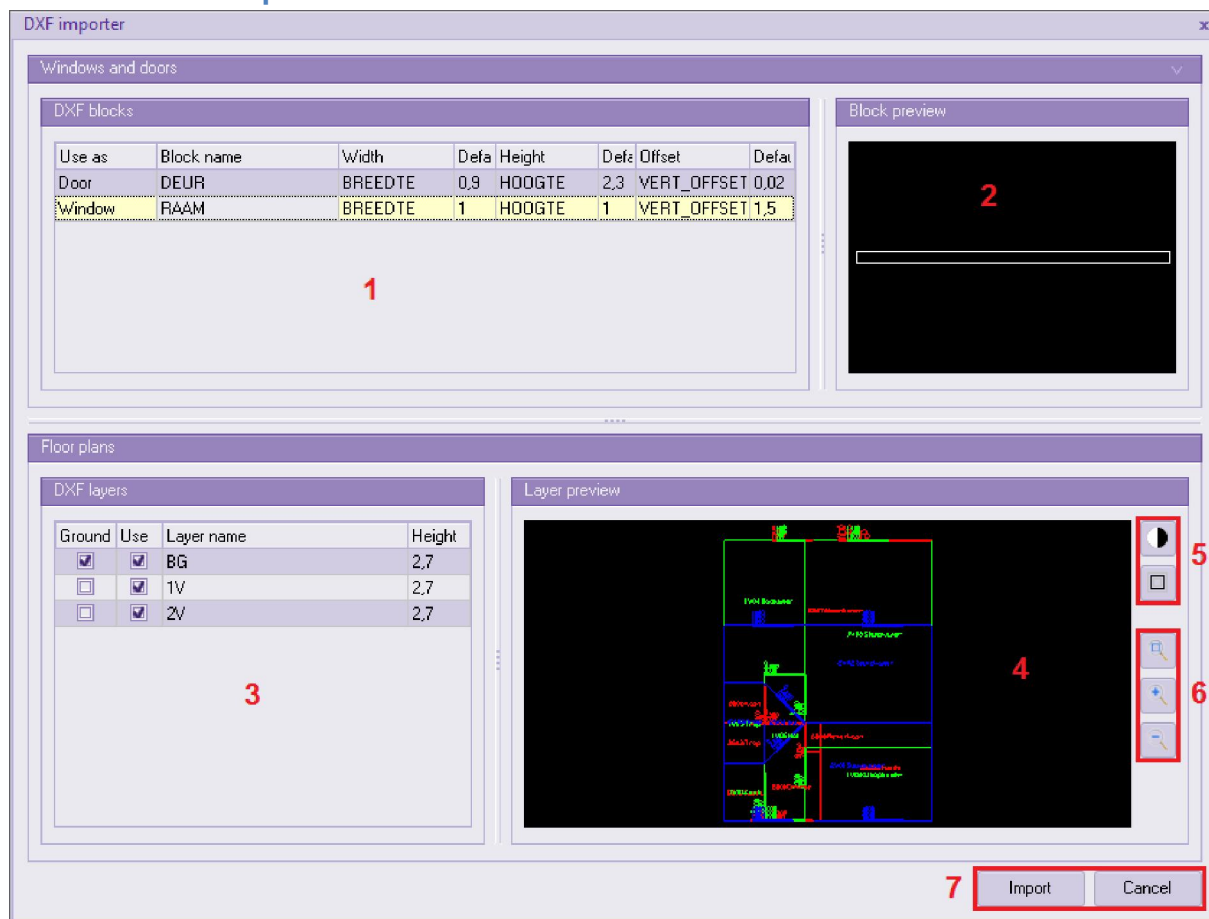 DXF importer x
Windows and doors
DXF blocks
Use as Block name Width Defa Height Defa Offset Defau
Door DEUR BREEDTE 0,9 HOOGTE 2,3 VERT_OFFSET 0,02
Window RAAM BREEDTE 1 HOOGTE 1 VERT_OFFSET 1,5
1
Block preview
2
Floor plans
DXF layers
Ground Use Layer name Height
BG 2,7
1V 2,7
2V 2,7
3
Layer preview
4
5
6
7 Import Cancel